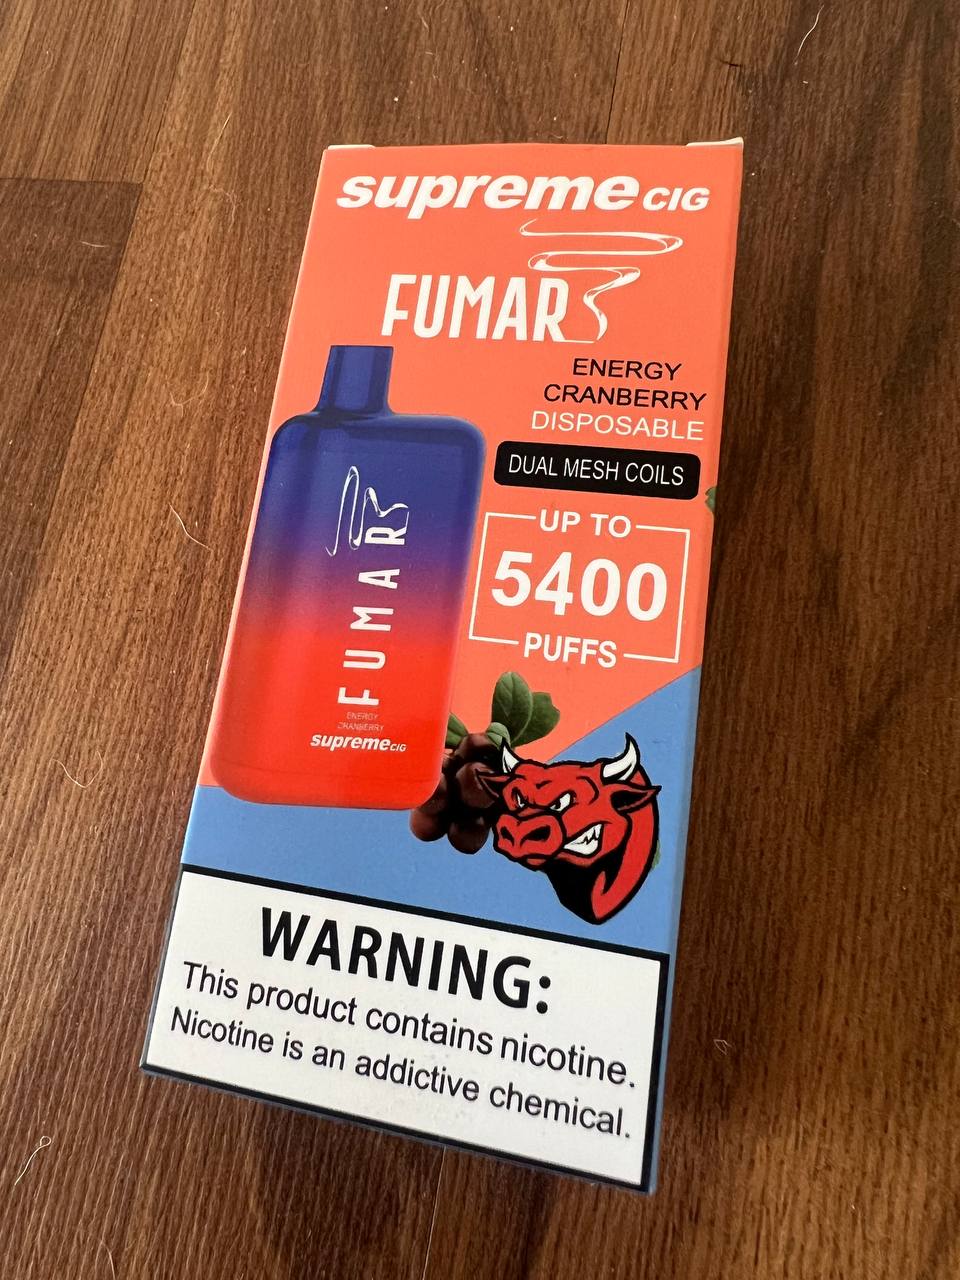 supreme CIG
FUMAR
ENERGY
CRANBERRY
DISPOSABLE
DUAL MESH COILS
UP TO
5400
PUFFS
FUMAR
ENERGY
CRANBERRY
supreme CIG
WARNING:
This product contains nicotine.
Nicotine is an addictive chemical.